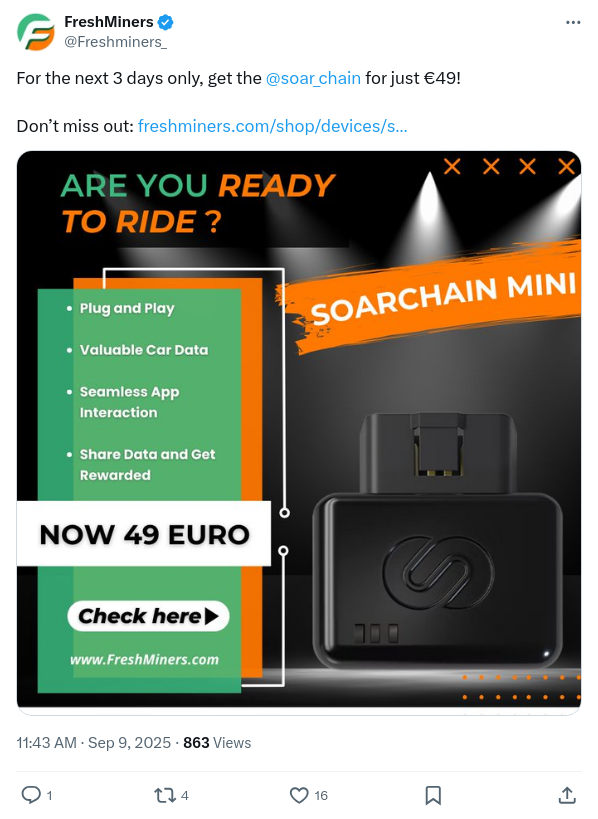 FreshMiners
@Freshminers_
For the next 3 days only, get the @soar_chain for just €49!
Don’t miss out: freshminers.com/shop/devices/s...
ARE YOU READY
TO RIDE ?
SOARCHAIN MINI
• Plug and Play
• Valuable Car Data
• Seamless App
Interaction
• Share Data and Get
Rewarded
NOW 49 EURO
Check here
www.FreshMiners.com
11:43 AM · Sep 9, 2025 · 863 Views
1
4
16